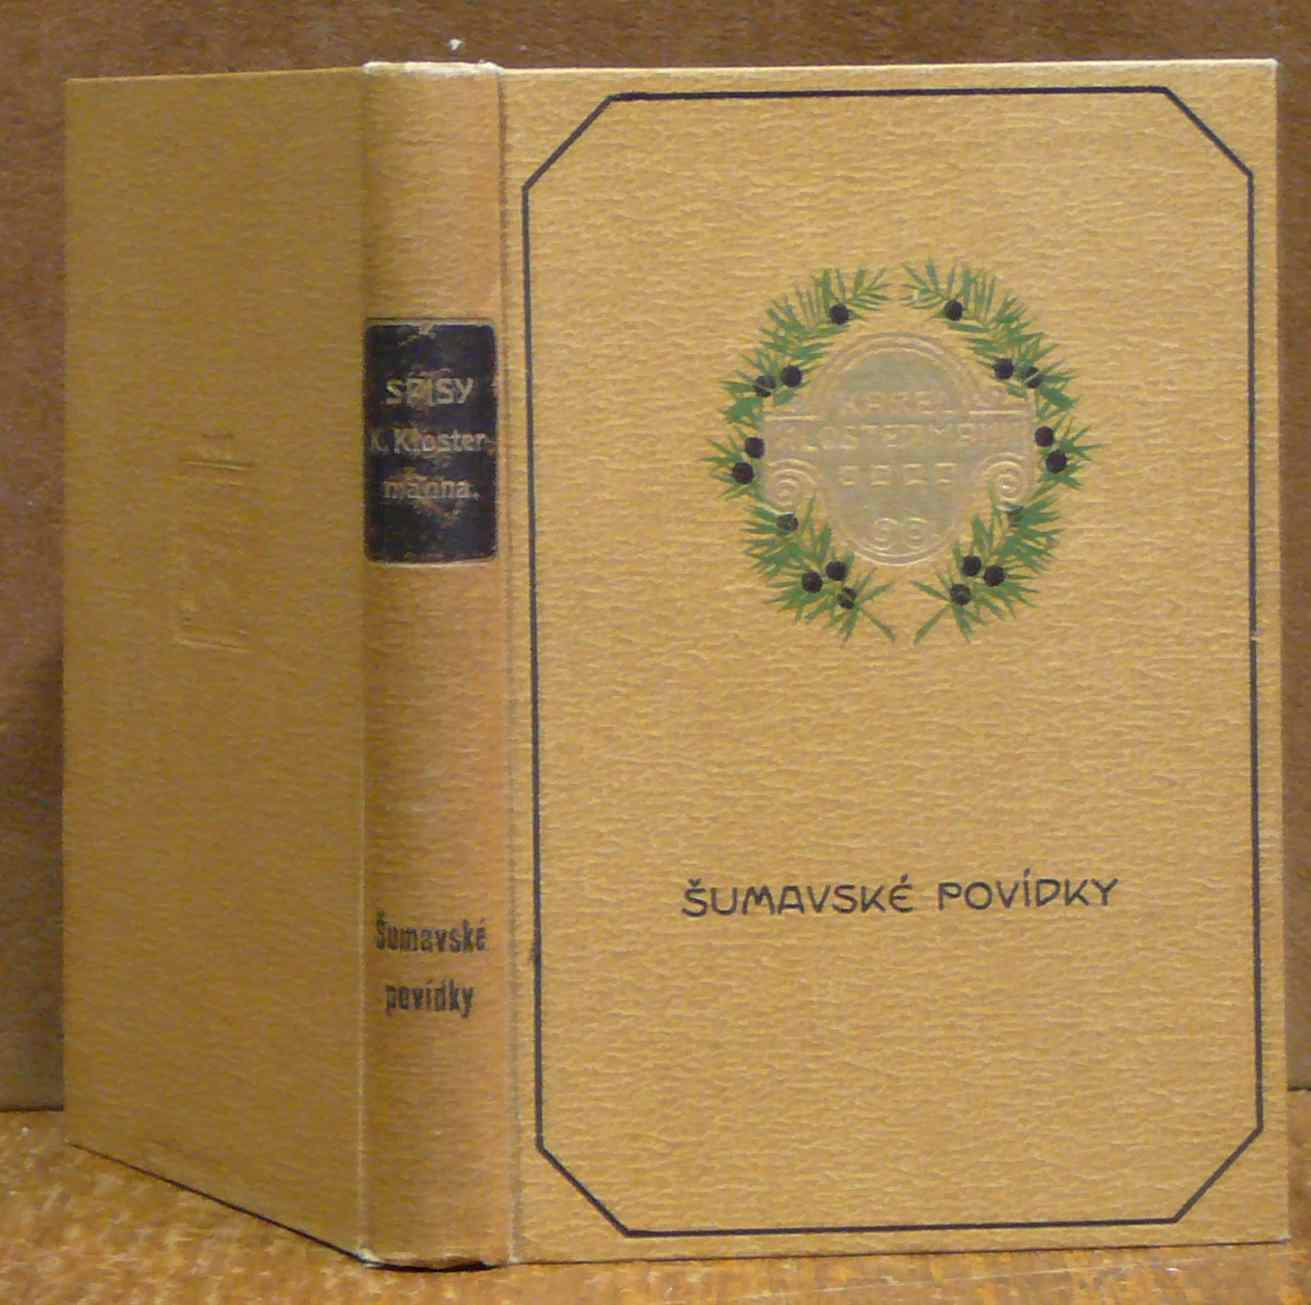 SPISY
K. Kloster-
manna.
Šumavské
povídky
KAREL
KLOSTERMANN
ŠUMAVSKÉ POVÍDKY